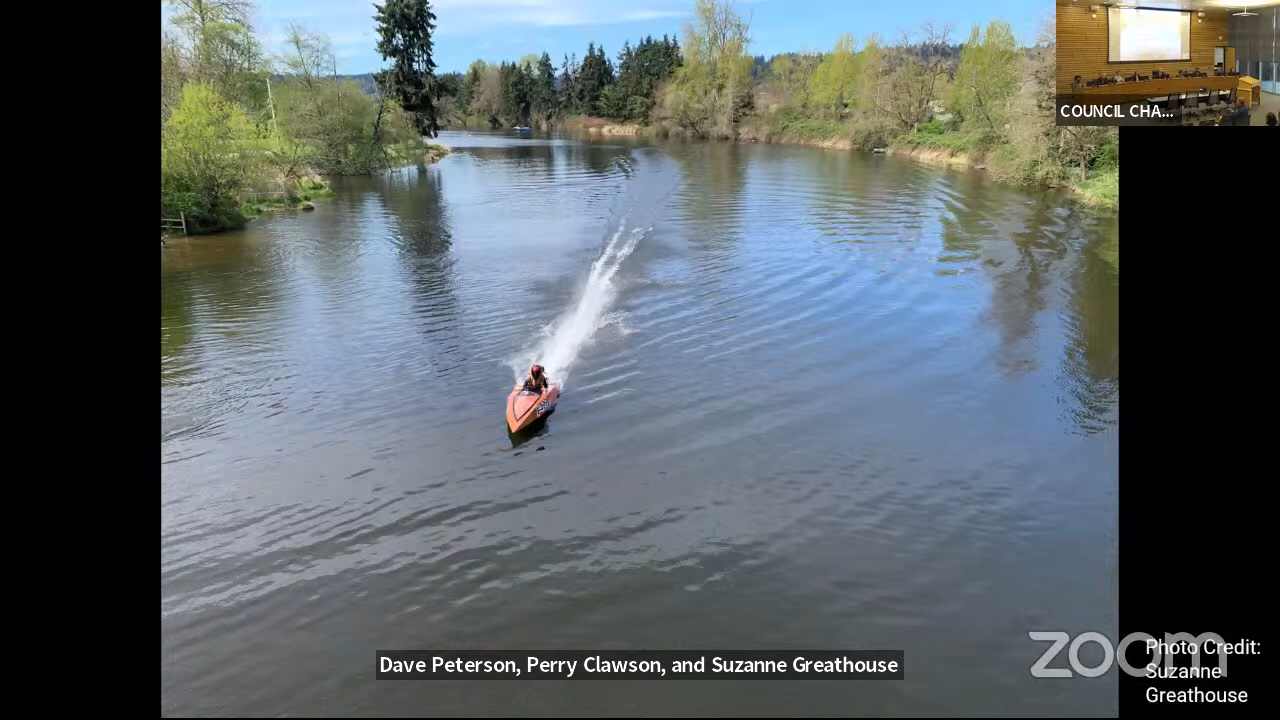 COUNCIL CHA...
Dave Peterson, Perry Clawson, and Suzanne Greathouse
zoom
Photo Credit:
Suzanne
Greathouse